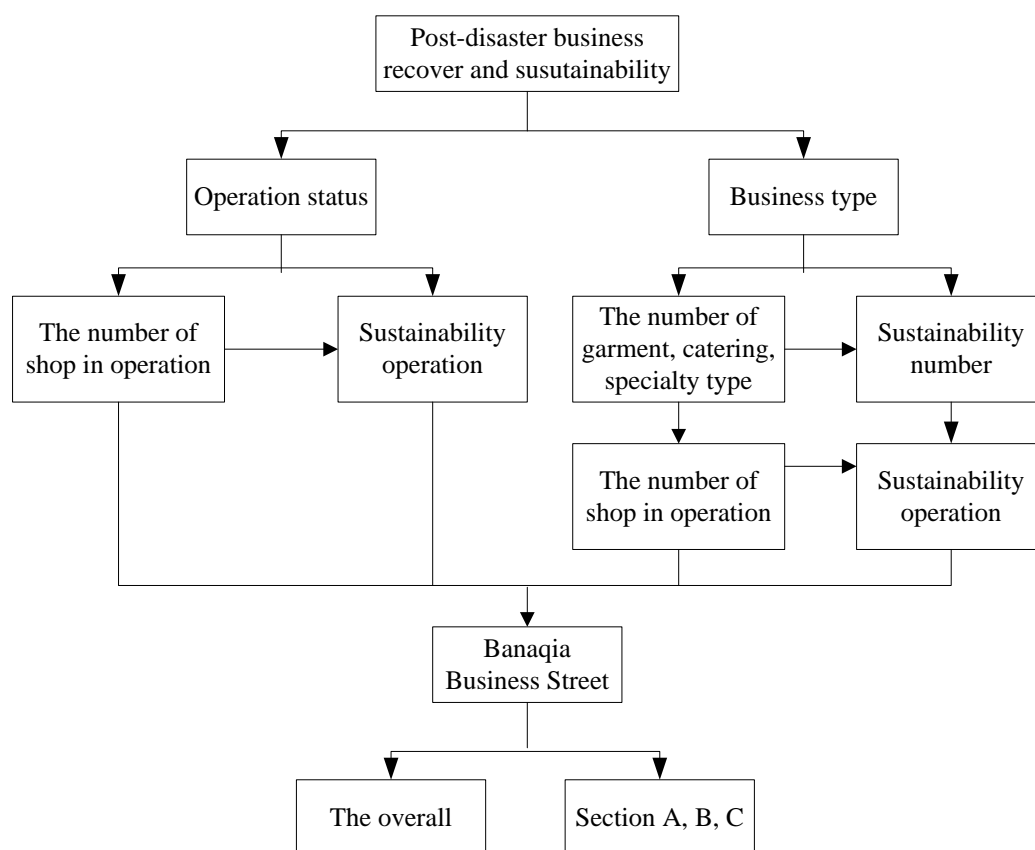 Post-disaster business
recover and susutainability
Operation status
Business type
The number of
shop in operation
Sustainability
operation
The number of
garment, catering,
specialty type
Sustainability
number
The number of
shop in operation
Sustainability
operation
Banaqia
Business Street
The overall
Section A, B, C